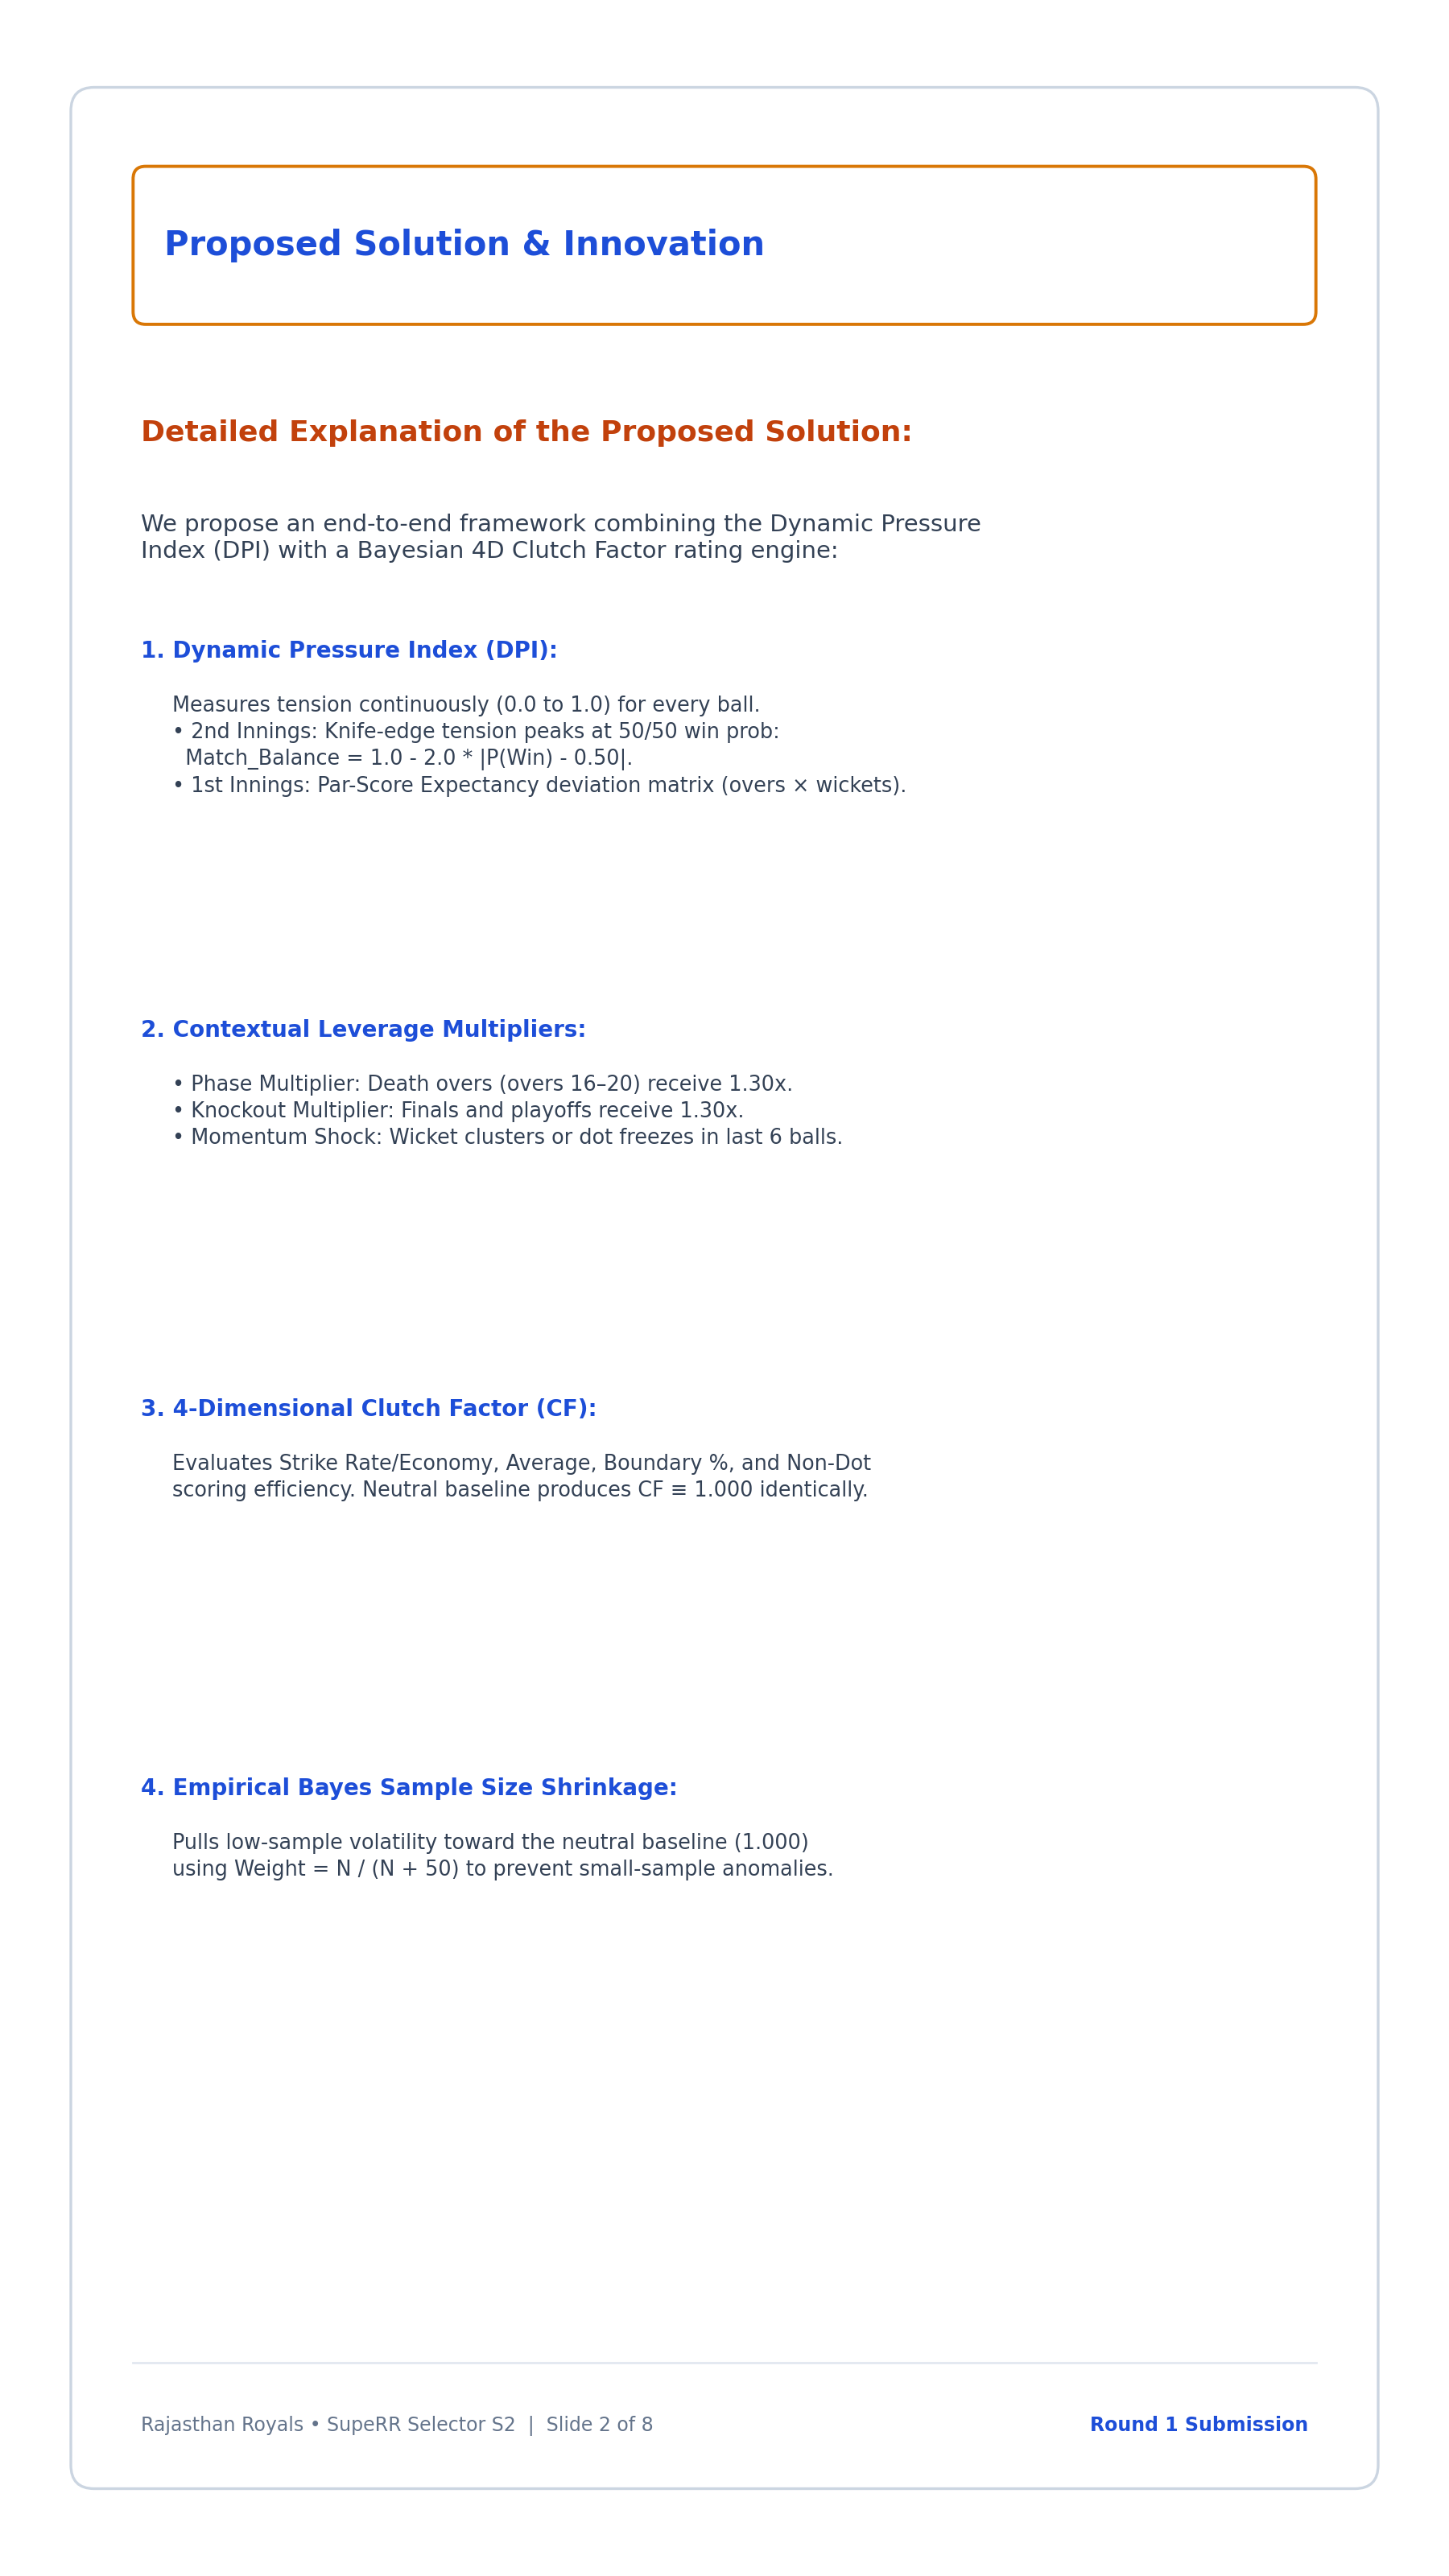 Proposed Solution & Innovation
Detailed Explanation of the Proposed Solution:
We propose an end-to-end framework combining the Dynamic Pressure
Index (DPI) with a Bayesian 4D Clutch Factor rating engine:
1. Dynamic Pressure Index (DPI):
Measures tension continuously (0.0 to 1.0) for every ball.
• 2nd Innings: Knife-edge tension peaks at 50/50 win prob:
Match_Balance = 1.0 - 2.0 * |P(Win) - 0.50|.
• 1st Innings: Par-Score Expectancy deviation matrix (overs × wickets).
2. Contextual Leverage Multipliers:
• Phase Multiplier: Death overs (overs 16–20) receive 1.30x.
• Knockout Multiplier: Finals and playoffs receive 1.30x.
• Momentum Shock: Wicket clusters or dot freezes in last 6 balls.
3. 4-Dimensional Clutch Factor (CF):
Evaluates Strike Rate/Economy, Average, Boundary %, and Non-Dot
scoring efficiency. Neutral baseline produces CF ≡ 1.000 identically.
4. Empirical Bayes Sample Size Shrinkage:
Pulls low-sample volatility toward the neutral baseline (1.000)
using Weight = N / (N + 50) to prevent small-sample anomalies.
Rajasthan Royals • SupeRR Selector S2 | Slide 2 of 8
Round 1 Submission